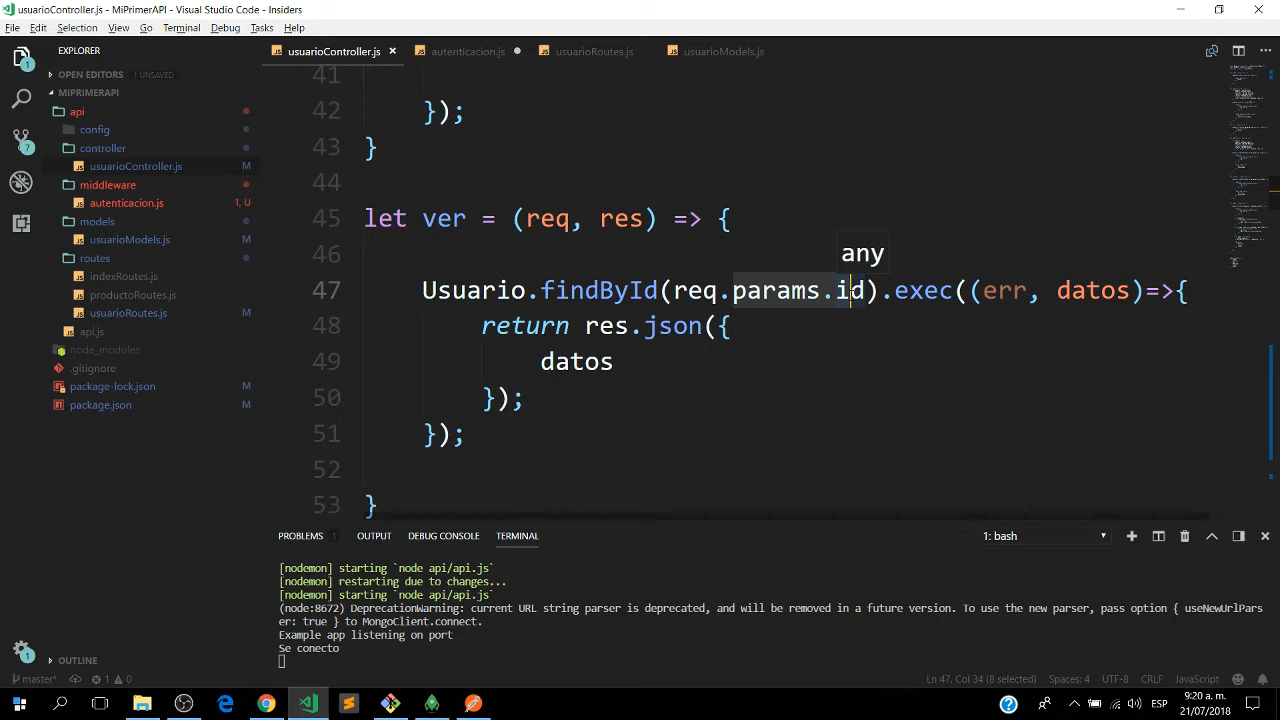 usuarioController.js - MiPrimerAPI - Visual Studio Code - Insiders
File Edit Selection View Go Terminal Debug Tasks Help
EXPLORER
usuarioController.js autenticacion.js usuarioRoutes.js usuarioModels.js
OPEN EDITORS 1 UNSAVED
MIPRIMERAPI
api
config
controller
usuarioController.js M
middleware
autenticacion.js 1, U
models
usuarioModels.js M
routes
indexRoutes.js
productoRoutes.js
usuarioRoutes.js M
api.js
node_modules
.gitignore
package-lock.json M
package.json M
OUTLINE
41
42 });
43 }
44
45 let ver = (req, res) => {
46
any
47 Usuario.findById(req.params.id).exec((err, datos)=>{
48 return res.json({
49 datos
50 });
51 });
52
53 }
PROBLEMS 1 OUTPUT DEBUG CONSOLE TERMINAL 1: bash
[nodemon] starting `node api/api.js`
[nodemon] restarting due to changes...
[nodemon] starting `node api/api.js`
(node:8672) DeprecationWarning: current URL string parser is deprecated, and will be removed in a future version. To use the new parser, pass option { useNewUrlPars
er: true } to MongoClient.connect.
Example app listening on port
Se conecto
master* 1 0 Ln 47, Col 34 (8 selected) Spaces: 4 UTF-8 CRLF JavaScript
ESP 9:20 a. m.
21/07/2018
1
7
1